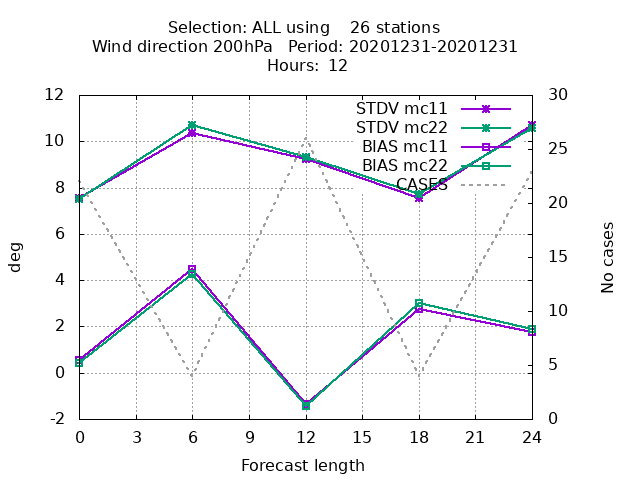 Selection: ALL using    26 stations
Wind direction 200hPa   Period: 20201231-20201231
Hours: 12
12
10
8
6
4
2
0
-2
deg
30
25
20
15
10
5
0
No cases
STDV mc11
STDV mc22
BIAS mc11
BIAS mc22
CASES
0 3 6 9 12 15 18 21 24
Forecast length